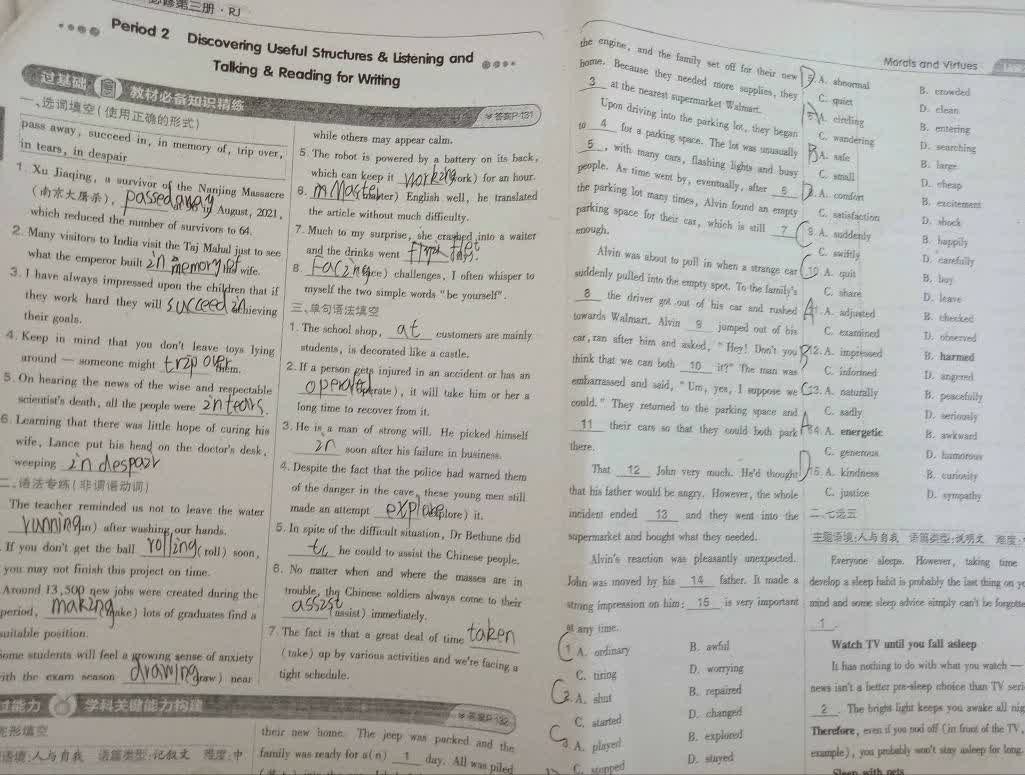 必修第三册·RJ
Period 2 Discovering Useful Structures & Listening and
Talking & Reading for Writing
过基础 教材必备知识精练
答案P·131
一、选词填空(使用正确的形式)
pass away, succeed in, in memory of, trip over,
in tears, in despair
1. Xu Jiaqing, a survivor of the Nanjing Massacre
(南京大屠杀), passed away at 96 in August, 2021,
which reduced the number of survivors to 64.
2. Many visitors to India visit the Taj Mahal just to see
what the emperor built in memory of his wife.
3. I have always impressed upon the children that if
they work hard they will succeed in achieving
their goals.
4. Keep in mind that you don't leave toys lying
around — someone might trip over them.
5. On hearing the news of the wise and respectable
scientist's death, all the people were in tears.
6. Learning that there was little hope of curing his
wife, Lance put his head on the doctor's desk,
weeping in despair
二、语法专练(非谓语动词)
The teacher reminded us not to leave the water
running (run) after washing our hands.
If you don't get the ball rolling (roll) soon,
you may not finish this project on time.
Around 13,500 new jobs were created during the
period, making (make) lots of graduates find a
suitable position.
Some students will feel a growing sense of anxiety
with the exam season drawing (draw) near
while others may appear calm.
5. The robot is powered by a battery on its back,
which can keep it working (work) for an hour.
6. (master) English well, he translated
the article without much difficulty.
7. Much to my surprise, she crashed into a waiter
and the drinks went
8. Facing (face) challenges, I often whisper to
myself the two simple words "be yourself".
三、单句语法填空
1. The school shop, at customers are mainly
students, is decorated like a castle.
2. If a person gets injured in an accident or has an
operated (operate), it will take him or her a
long time to recover from it.
3. He is a man of strong will. He picked himself
in soon after his failure in business.
4. Despite the fact that the police had warned them
of the danger in the cave, these young men still
made an attempt explore (explore) it.
5. In spite of the difficult situation, Dr Bethune did
he could to assist the Chinese people.
6. No matter when and where the masses are in
trouble, the Chinese soldiers always come to their
assist (assist) immediately.
7. The fact is that a great deal of time taken
(take) up by various activities and we're facing a
tight schedule.
过能力 学科关键能力构建
答案P·132
完形填空
语境:人与自我 语篇类型:记叙文 难度:中
their new home. The jeep was packed and the
family was ready for a(n) 1 day. All was piled
Morals and Virtues
the engine, and the family set off for their new
home. Because they needed more supplies, they
3 at the nearest supermarket Walmart.
Upon driving into the parking lot, they began
to 4 for a parking space. The lot was unusually
5, with many cars, flashing lights and busy
people. As time went by, eventually, after 6
the parking lot many times, Alvin found an empty
parking space for their car, which is still 7
enough.
Alvin was about to pull in when a strange car
suddenly pulled into the empty spot. To the family's
8 the driver got out of his car and rushed
towards Walmart. Alvin 9 jumped out of his
car, ran after him and asked, "Hey! Don't you
think that we can both 10 it?" The man was
embarrassed and said, "Um, yes, I suppose we
could." They returned to the parking space and
11 their cars so that they could both park
there.
That 12 John very much. He'd thought
that his father would be angry. However, the whole
incident ended 13 and they went into the
supermarket and bought what they needed.
Alvin's reaction was pleasantly unexpected.
John was moved by his 14 father. It made a
strong impression on him: 15 is very important
at any time.
1. A. ordinary B. awful
C. tiring D. worrying
2. A. shut B. repaired
C. started D. changed
3. A. played B. explored
C. stopped D. stayed
A. abnormal B. crowded
C. quiet D. clean
A. circling B. entering
C. wandering D. searching
A. safe B. large
C. small D. cheap
A. comfort B. excitement
C. satisfaction D. shock
9. A. suddenly B. happily
C. swiftly D. carefully
10. A. quit B. buy
C. share D. leave
11. A. adjusted B. checked
C. examined D. observed
12. A. impressed B. harmed
C. informed D. angered
13. A. naturally B. peacefully
C. sadly D. seriously
14. A. energetic B. awkward
C. generous D. humorous
15. A. kindness B. curiosity
C. justice D. sympathy
二、七选五
主题语境:人与自我 语篇类型:说明文 难度:
Everyone sleeps. However, taking time
develop a sleep habit is probably the last thing on
mind and some sleep advice simply can't be
1
Watch TV until you fall asleep
It has nothing to do with what you watch —
news isn't a better pre-sleep choice than TV
2. The bright light keeps you awake all
Therefore, even if you nod off (in front of the TV,
example), you probably won't stay asleep for long.
Sleep with pets